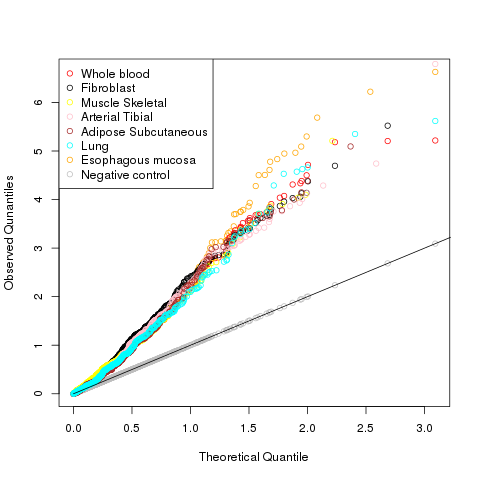 Whole blood
Fibroblast
Muscle Skeletal
Arterial Tibial
Adipose Subcutaneous
Lung
Esophagous mucosa
Negative control
Observed Qunantiles
6
5
4
3
2
1
0
0.0 0.5 1.0 1.5 2.0 2.5 3.0
Theoretical Quantile